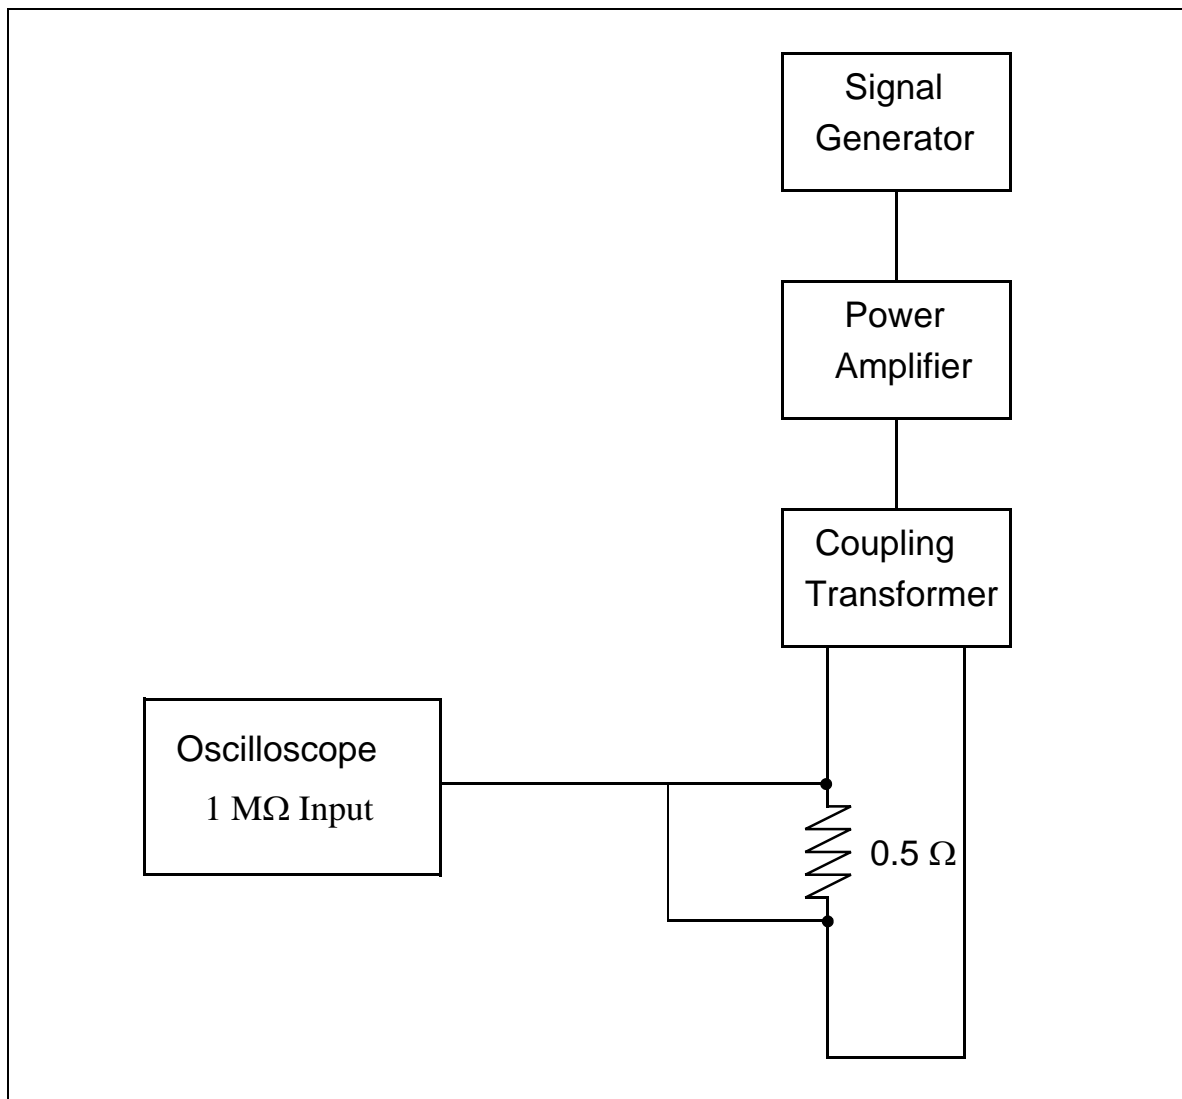 Signal
Generator
Power
Amplifier
Coupling
Transformer
Oscilloscope
1 MΩ Input
0.5 Ω